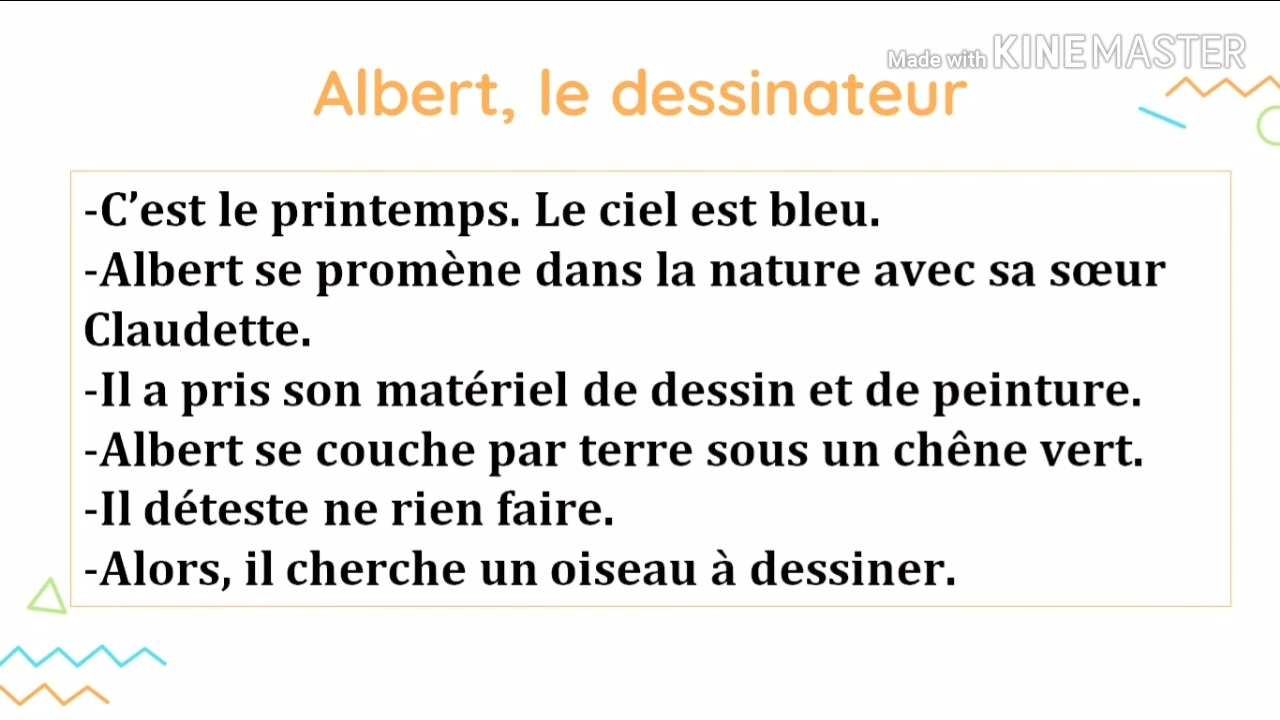 Made with KINEMASTER
Albert, le dessinateur
-C’est le printemps. Le ciel est bleu.
-Albert se promène dans la nature avec sa sœur
Claudette.
-Il a pris son matériel de dessin et de peinture.
-Albert se couche par terre sous un chêne vert.
-Il déteste ne rien faire.
-Alors, il cherche un oiseau à dessiner.